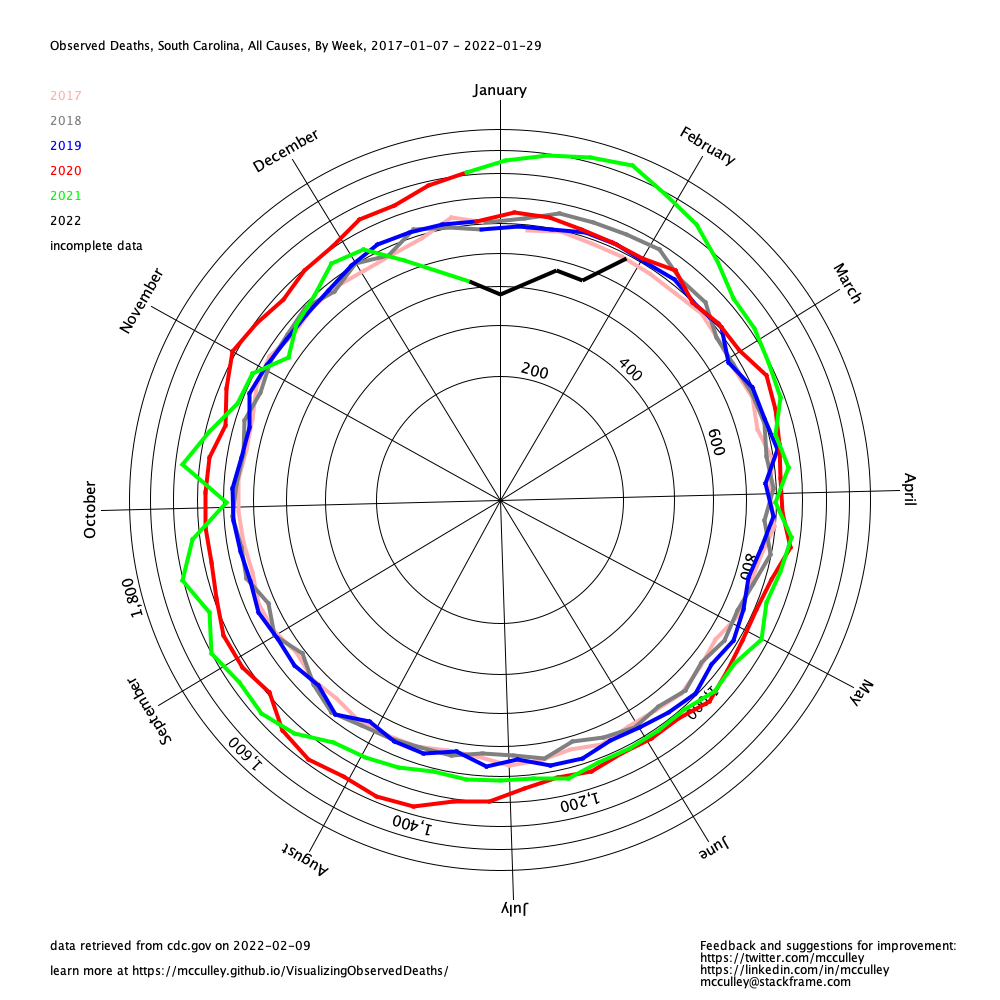 Observed Deaths, South Carolina, All Causes, By Week, 2017-01-07 - 2022-01-29
January
2017
2018
2019
2020
2021
2022
incomplete data
December
February
November
March
200
400
600
October
April
800
1,800
September
May
1,000
1,600
1,200
1,400
August
June
July
data retrieved from cdc.gov on 2022-02-09
learn more at https://mcculley.github.io/VisualizingObservedDeaths/
Feedback and suggestions for improvement:
https://twitter.com/mcculley
https://linkedin.com/in/mcculley
mcculley@stackframe.com